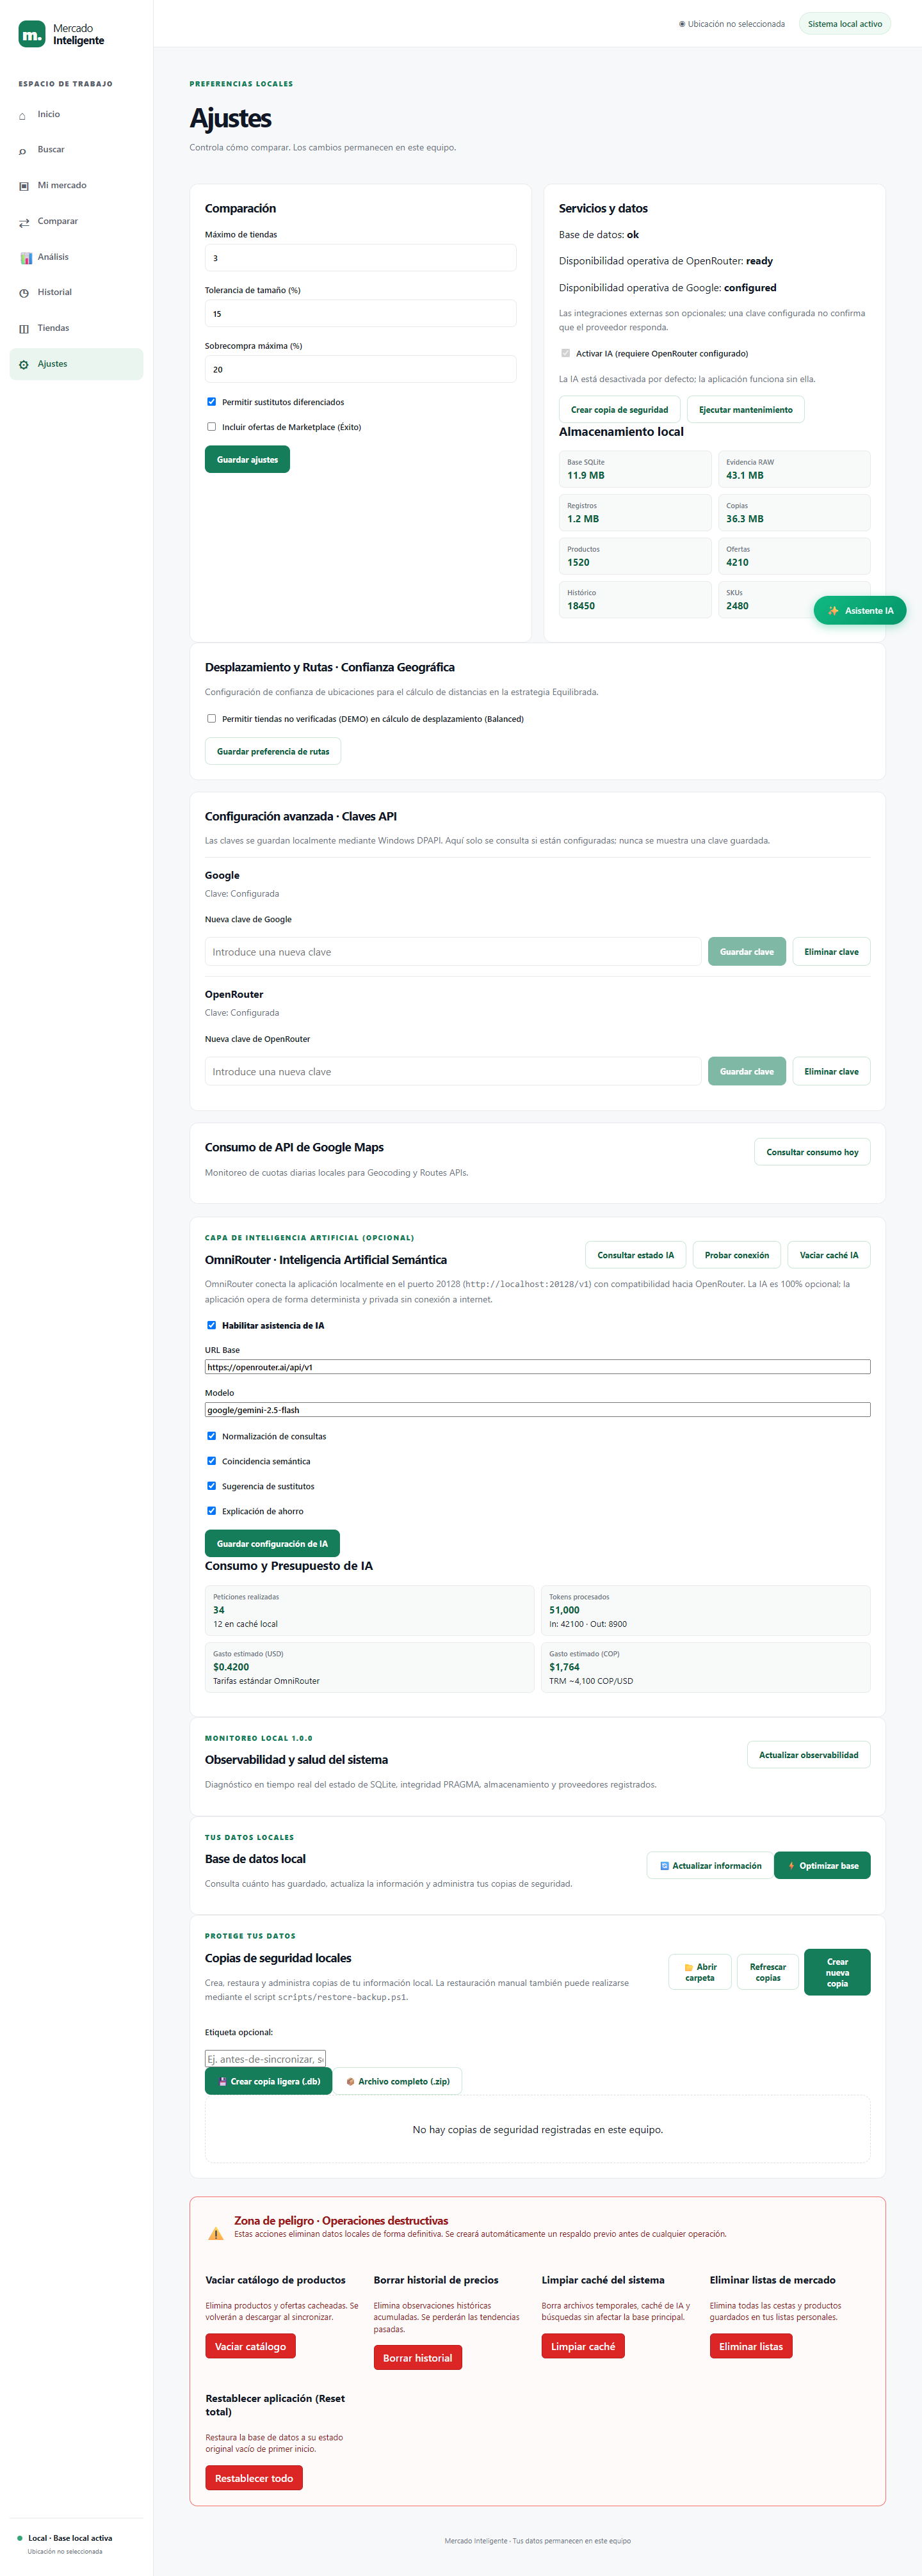 m.
Mercado
Inteligente
ESPACIO DE TRABAJO
Inicio
Buscar
Mi mercado
Comparar
Análisis
Historial
Tiendas
Ajustes
Ubicación no seleccionada
Sistema local activo
PREFERENCIAS LOCALES
Ajustes
Controla cómo comparar. Los cambios permanecen en este equipo.
Comparación
Máximo de tiendas
3
Tolerancia de tamaño (%)
15
Sobrecompra máxima (%)
20
Permitir sustitutos diferenciados
Incluir ofertas de Marketplace (Éxito)
Guardar ajustes
Servicios y datos
Base de datos: ok
Disponibilidad operativa de OpenRouter: ready
Disponibilidad operativa de Google: configured
Las integraciones externas son opcionales; una clave configurada no confirma
que el proveedor responda.
Activar IA (requiere OpenRouter configurado)
La IA está desactivada por defecto; la aplicación funciona sin ella.
Crear copia de seguridad
Ejecutar mantenimiento
Almacenamiento local
Base SQLite
11.9 MB
Evidencia RAW
43.1 MB
Registros
1.2 MB
Copias
36.3 MB
Productos
1520
Ofertas
4210
Histórico
18450
SKUs
2480
Asistente IA
Desplazamiento y Rutas · Confianza Geográfica
Configuración de confianza de ubicaciones para el cálculo de distancias en la estrategia Equilibrada.
Permitir tiendas no verificadas (DEMO) en cálculo de desplazamiento (Balanced)
Guardar preferencia de rutas
Configuración avanzada · Claves API
Las claves se guardan localmente mediante Windows DPAPI. Aquí solo se consulta si están configuradas; nunca se muestra una clave guardada.
Google
Clave: Configurada
Nueva clave de Google
Introduce una nueva clave
Guardar clave
Eliminar clave
OpenRouter
Clave: Configurada
Nueva clave de OpenRouter
Introduce una nueva clave
Guardar clave
Eliminar clave
Consumo de API de Google Maps
Monitoreo de cuotas diarias locales para Geocoding y Routes APIs.
Consultar consumo hoy
CAPA DE INTELIGENCIA ARTIFICIAL (OPCIONAL)
OmniRouter · Inteligencia Artificial Semántica
Consultar estado IA
Probar conexión
Vaciar caché IA
OmniRouter conecta la aplicación localmente en el puerto 20128 (http://localhost:20128/v1) con compatibilidad hacia OpenRouter. La IA es 100% opcional; la
aplicación opera de forma determinista y privada sin conexión a internet.
Habilitar asistencia de IA
URL Base
https://openrouter.ai/api/v1
Modelo
google/gemini-2.5-flash
Normalización de consultas
Coincidencia semántica
Sugerencia de sustitutos
Explicación de ahorro
Guardar configuración de IA
Consumo y Presupuesto de IA
Peticiones realizadas
34
12 en caché local
Tokens procesados
51,000
In: 42100 · Out: 8900
Gasto estimado (USD)
$0.4200
Tarifas estándar OmniRouter
Gasto estimado (COP)
$1,764
TRM ~4,100 COP/USD
MONITOREO LOCAL 1.0.0
Observabilidad y salud del sistema
Diagnóstico en tiempo real del estado de SQLite, integridad PRAGMA, almacenamiento y proveedores registrados.
Actualizar observabilidad
TUS DATOS LOCALES
Base de datos local
Consulta cuánto has guardado, actualiza la información y administra tus copias de seguridad.
Actualizar información
Optimizar base
PROTEGE TUS DATOS
Copias de seguridad locales
Crea, restaura y administra copias de tu información local. La restauración manual también puede realizarse
mediante el script scripts/restore-backup.ps1.
Abrir
carpeta
Refrescar
copias
Crear
nueva
copia
Etiqueta opcional:
Ej. antes-de-sincronizar, s
Crear copia ligera (.db)
Archivo completo (.zip)
No hay copias de seguridad registradas en este equipo.
Zona de peligro · Operaciones destructivas
Estas acciones eliminan datos locales de forma definitiva. Se creará automáticamente un respaldo previo antes de cualquier operación.
Vaciar catálogo de productos
Elimina productos y ofertas cacheadas. Se
volverán a descargar al sincronizar.
Vaciar catálogo
Borrar historial de precios
Elimina observaciones históricas
acumuladas. Se perderán las tendencias
pasadas.
Borrar historial
Limpiar caché del sistema
Borra archivos temporales, caché de IA y
búsquedas sin afectar la base principal.
Limpiar caché
Eliminar listas de mercado
Elimina todas las cestas y productos
guardados en tus listas personales.
Eliminar listas
Restablecer aplicación (Reset
total)
Restaura la base de datos a su estado
original vacío de primer inicio.
Restablecer todo
Local · Base local activa
Ubicación no seleccionada
Mercado Inteligente · Tus datos permanecen en este equipo